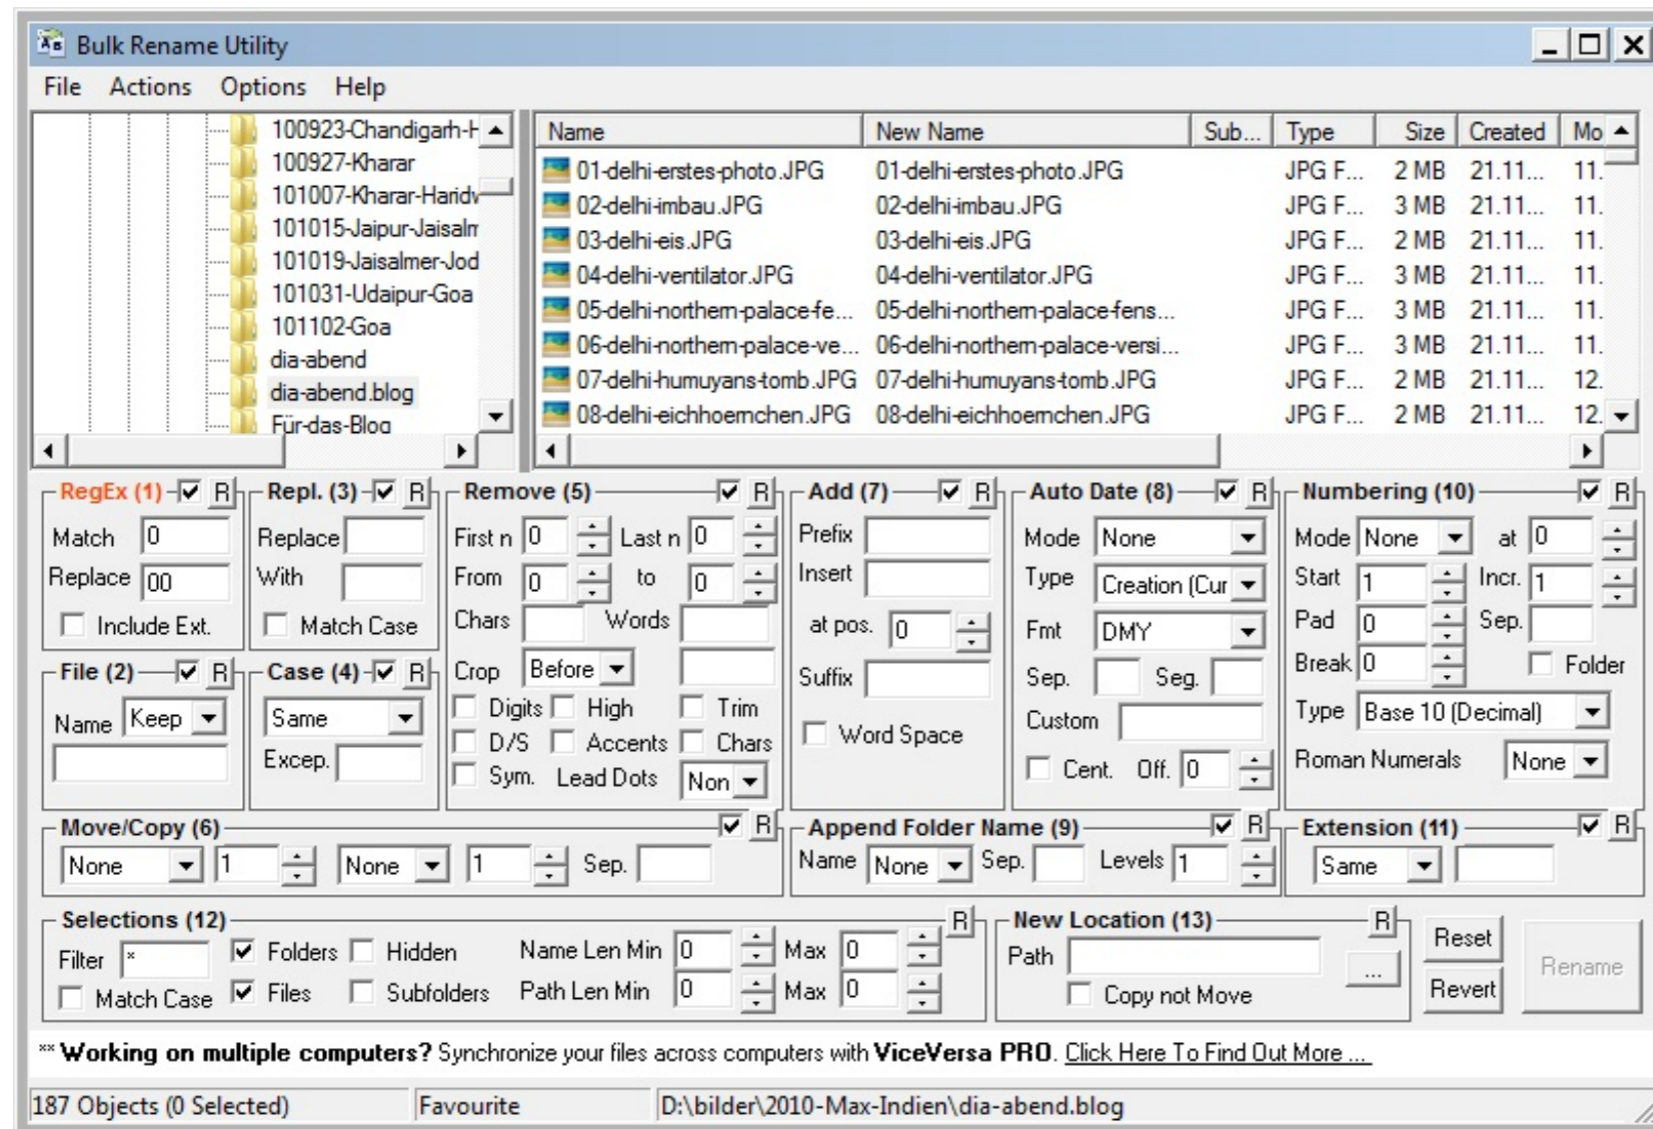 Bulk Rename Utility
File Actions Options Help
100923-Chandigarh-H
100927-Kharar
101007-Kharar-Haridw
101015-Jaipur-Jaisalm
101019-Jaisalmer-Jod
101031-Udaipur-Goa
101102-Goa
dia-abend
dia-abend.blog
Für-das-Blog
Name New Name Sub... Type Size Created Mo
01-delhi-erstes-photo.JPG 01-delhi-erstes-photo.JPG JPG F... 2 MB 21.11... 11.
02-delhi-imbau.JPG 02-delhi-imbau.JPG JPG F... 3 MB 21.11... 11.
03-delhi-eis.JPG 03-delhi-eis.JPG JPG F... 2 MB 21.11... 11.
04-delhi-ventilator.JPG 04-delhi-ventilator.JPG JPG F... 3 MB 21.11... 11.
05-delhi-northern-palace-fe... 05-delhi-northern-palace-fens... JPG F... 3 MB 21.11... 11.
06-delhi-northern-palace-ve... 06-delhi-northern-palace-versi... JPG F... 3 MB 21.11... 11.
07-delhi-humuyans-tomb.JPG 07-delhi-humuyans-tomb.JPG JPG F... 2 MB 21.11... 12.
08-delhi-eichhoernchen.JPG 08-delhi-eichhoernchen.JPG JPG F... 2 MB 21.11... 12.
RegEx (1) R
Match 0
Replace 00
Include Ext.
File (2) R
Name Keep
Repl. (3) R
Replace
With
Match Case
Case (4) R
Same
Excep.
Remove (5) R
First n 0 Last n 0
From 0 to 0
Chars Words
Crop Before
Digits High Trim
D/S Accents Chars
Sym. Lead Dots Non
Add (7) R
Prefix
Insert
at pos. 0
Suffix
Word Space
Auto Date (8) R
Mode None
Type Creation (Cur
Fmt DMY
Sep. Seg.
Custom
Cent. Off. 0
Numbering (10) R
Mode None at 0
Start 1 Incr. 1
Pad 0 Sep.
Break 0 Folder
Type Base 10 (Decimal)
Roman Numerals None
Move/Copy (6) R
None 1 None 1 Sep.
Append Folder Name (9) R
Name None Sep. Levels 1
Extension (11) R
Same
Selections (12) R
Filter * Folders Hidden Name Len Min 0 Max 0
Match Case Files Subfolders Path Len Min 0 Max 0
New Location (13) R
Path ...
Copy not Move
Reset
Revert
Rename
** Working on multiple computers? Synchronize your files across computers with ViceVersa PRO. Click Here To Find Out More ...
187 Objects (0 Selected) Favourite D:\bilder\2010-Max-Indien\dia-abend.blog